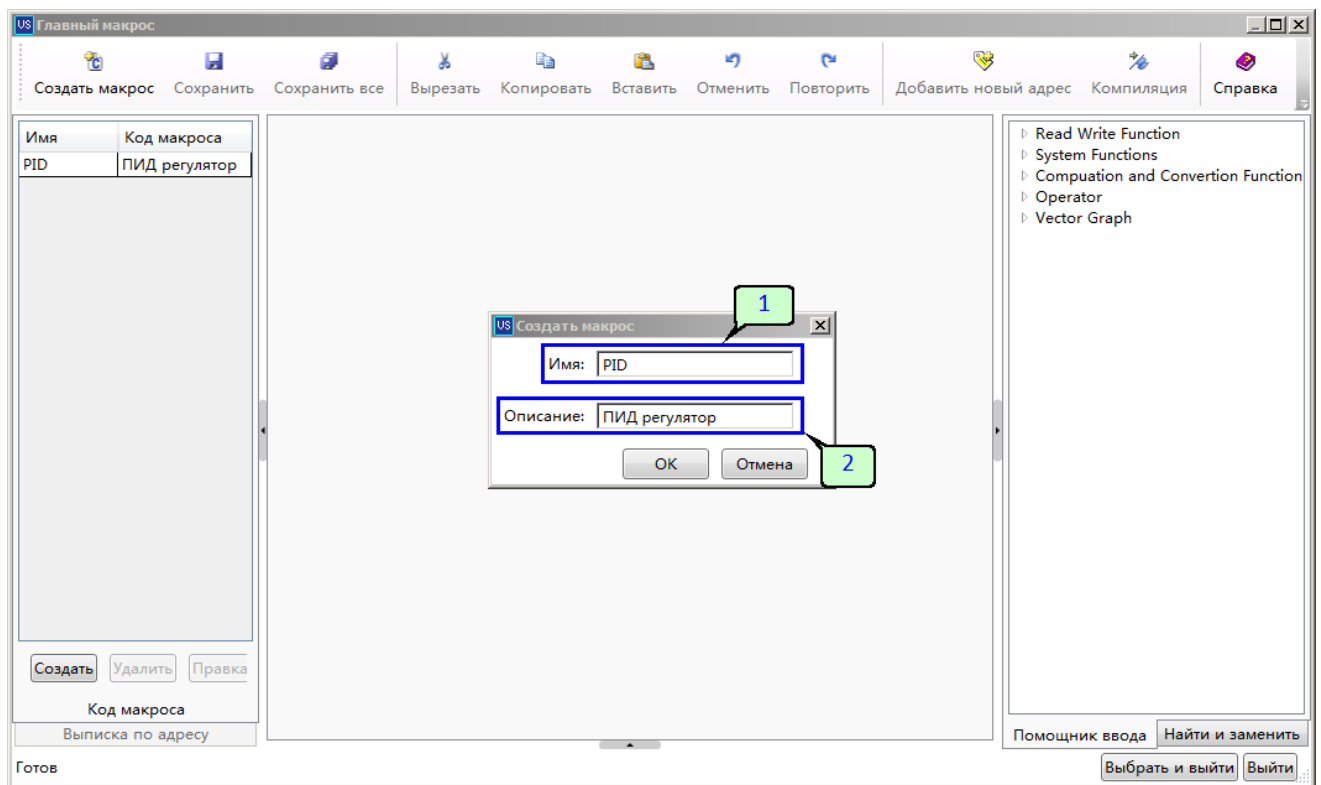 VS Главный макрос
Создать макрос Сохранить Сохранить все Вырезать Копировать Вставить Отменить Повторить Добавить новый адрес Компиляция Справка
Имя Код макроса
PID ПИД регулятор
Read Write Function
System Functions
Compuation and Convertion Function
Operator
Vector Graph
1
VS Создать макрос
Имя: PID
Описание: ПИД регулятор
OK Отмена
2
Создать Удалить Правка
Код макроса
Выписка по адресу
Помощник ввода Найти и заменить
Готов
Выбрать и выйти Выйти